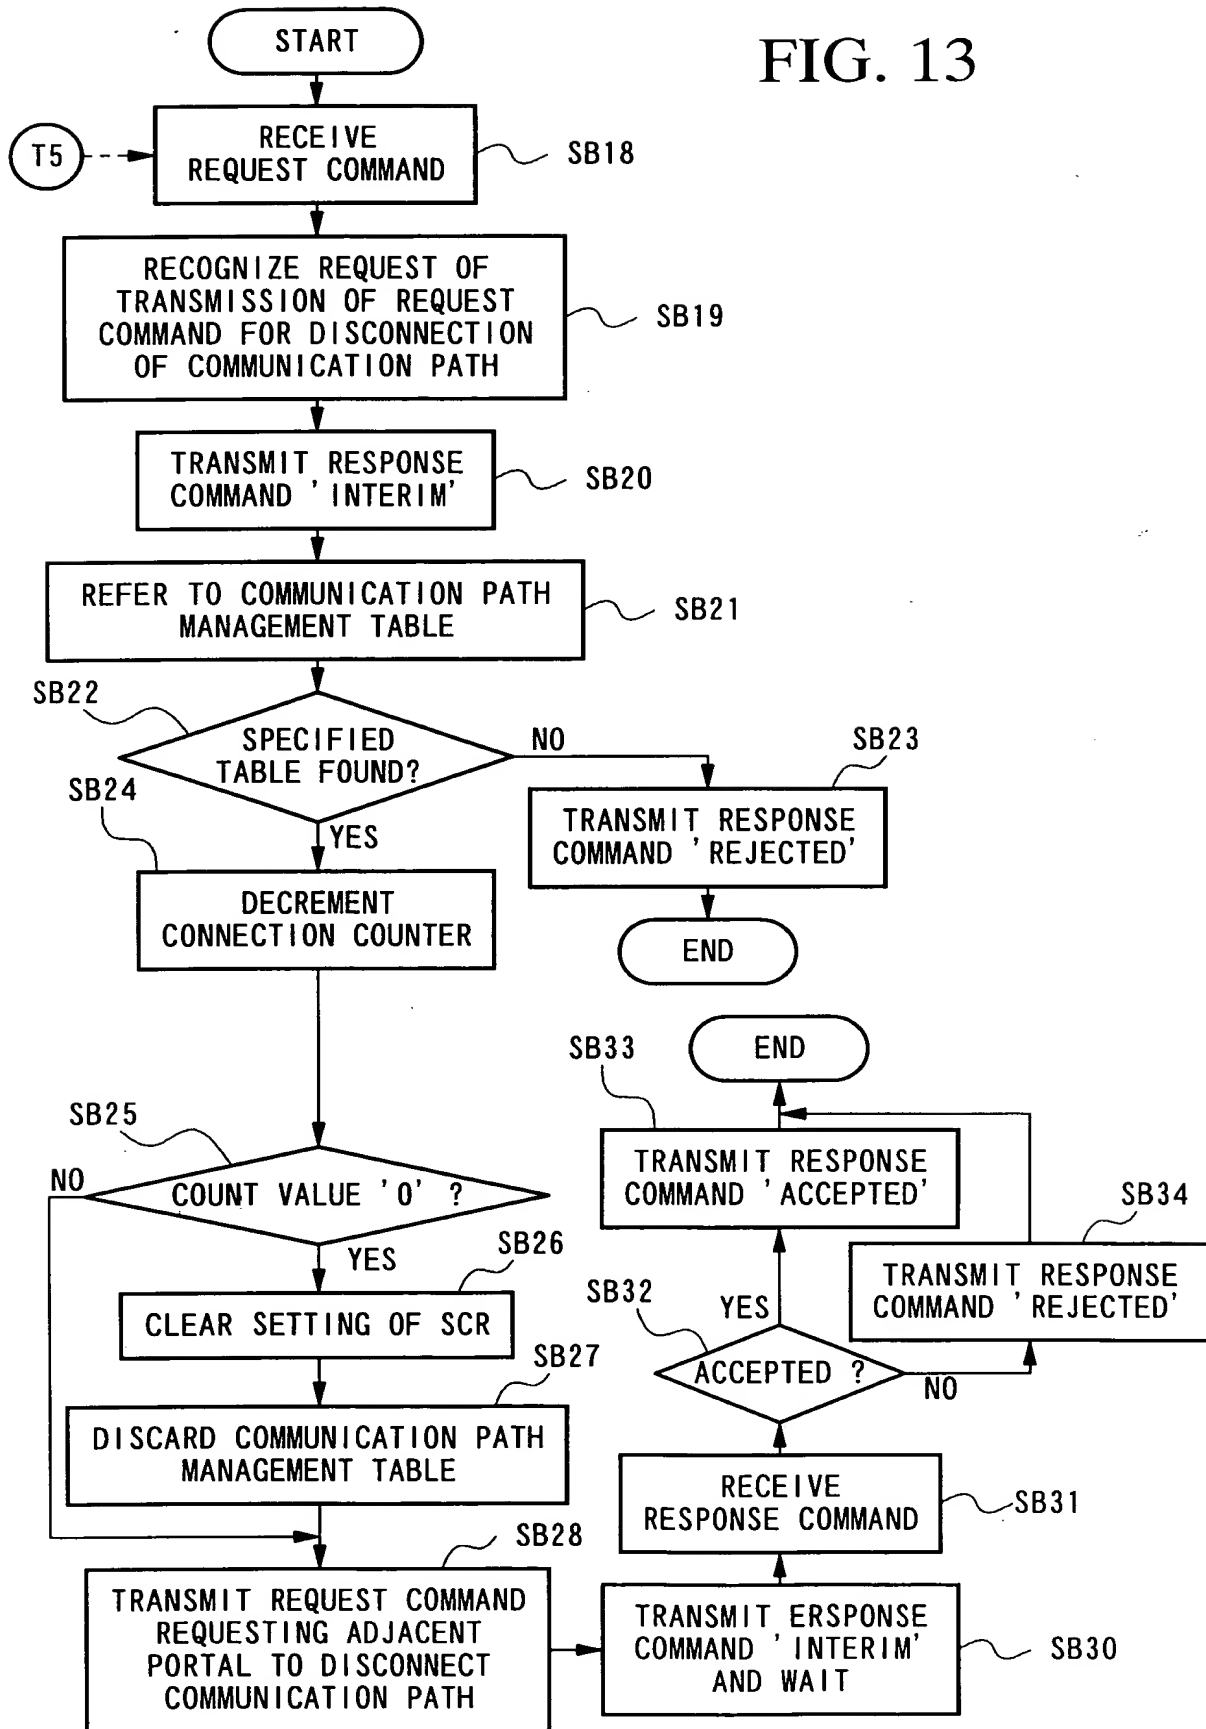 FIG. 13
START
T5
RECEIVE
REQUEST COMMAND
SB18
RECOGNIZE REQUEST OF
TRANSMISSION OF REQUEST
COMMAND FOR DISCONNECTION
OF COMMUNICATION PATH
SB19
TRANSMIT RESPONSE
COMMAND 'INTERIM'
SB20
REFER TO COMMUNICATION PATH
MANAGEMENT TABLE
SB21
SB22
SPECIFIED
TABLE FOUND?
NO
YES
SB23
TRANSMIT RESPONSE
COMMAND 'REJECTED'
END
SB24
DECREMENT
CONNECTION COUNTER
SB25
COUNT VALUE '0' ?
NO
YES
SB26
CLEAR SETTING OF SCR
SB27
DISCARD COMMUNICATION PATH
MANAGEMENT TABLE
SB28
TRANSMIT REQUEST COMMAND
REQUESTING ADJACENT
PORTAL TO DISCONNECT
COMMUNICATION PATH
TRANSMIT ERSPONSE
COMMAND 'INTERIM'
AND WAIT
SB30
RECEIVE
RESPONSE COMMAND
SB31
SB32
ACCEPTED ?
YES
NO
SB33
TRANSMIT RESPONSE
COMMAND 'ACCEPTED'
SB34
TRANSMIT RESPONSE
COMMAND 'REJECTED'
END